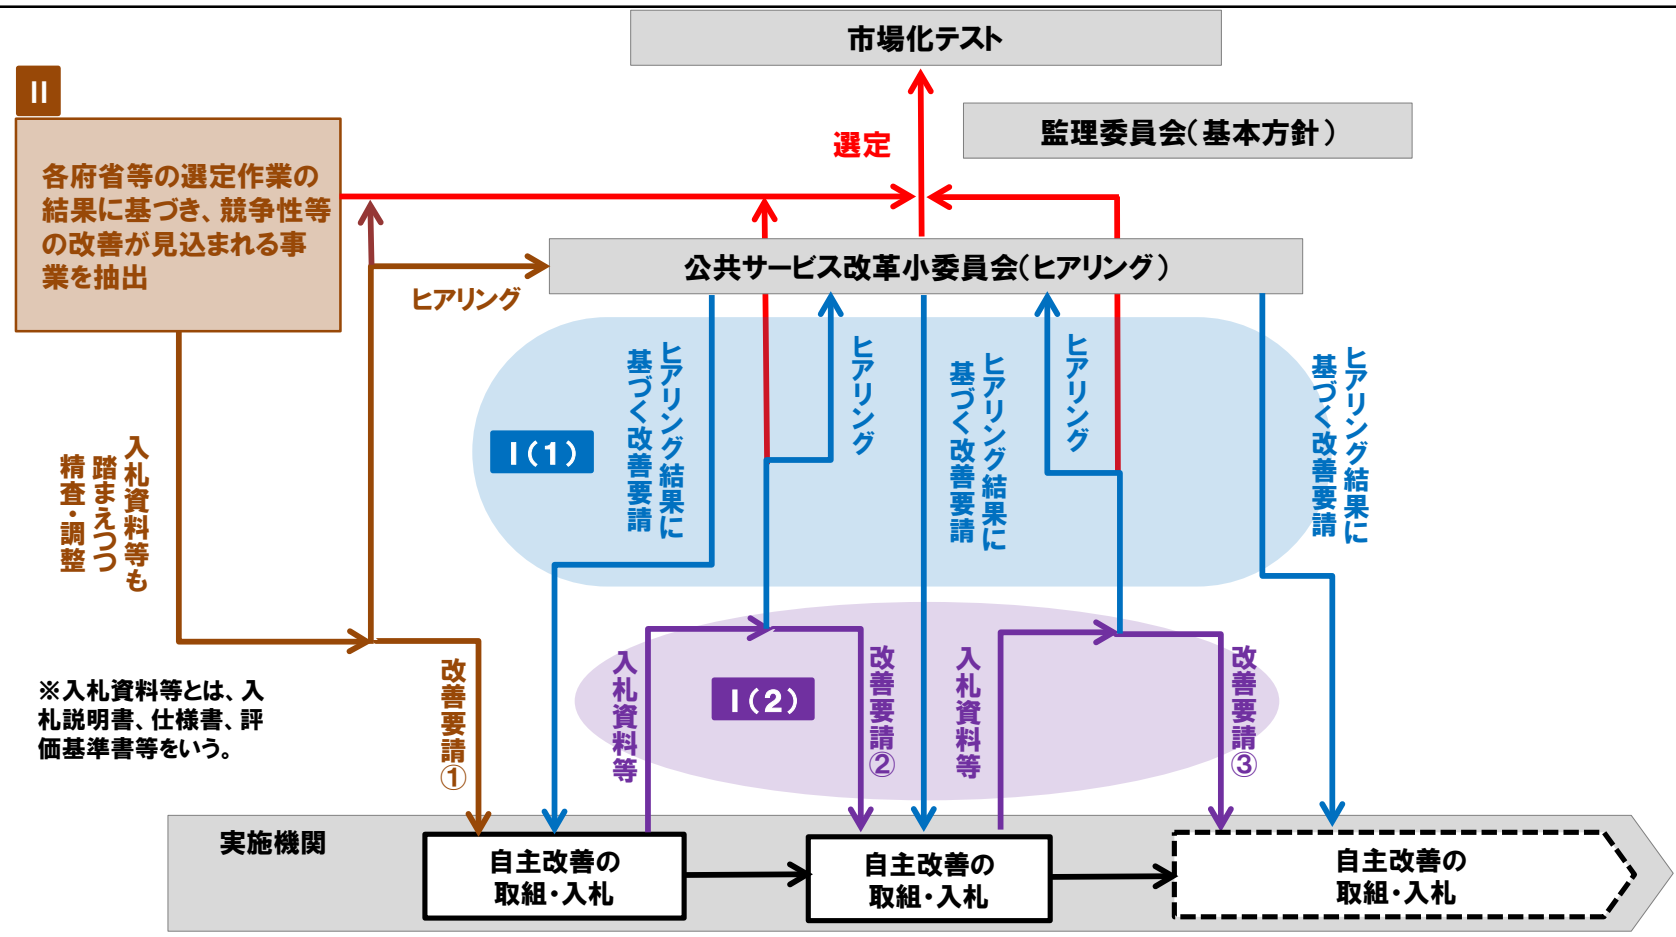 市場化テスト
監理委員会（基本方針）
選定
Ⅱ
各府省等の選定作業の
結果に基づき、競争性等
の改善が見込まれる事
業を抽出
公共サービス改革小委員会（ヒアリング）
ヒアリング
Ⅰ（１）
ヒアリング結果に
基づく改善要請
ヒアリング
ヒアリング結果に
基づく改善要請
ヒアリング
ヒアリング結果に
基づく改善要請
入札資料等も
踏まえつつ
精査・調整
※入札資料等とは、入
札説明書、仕様書、評
価基準書等をいう。
改善要請①
入札資料等
Ⅰ（２）
改善要請②
入札資料等
改善要請③
実施機関
自主改善の
取組・入札
自主改善の
取組・入札
自主改善の
取組・入札